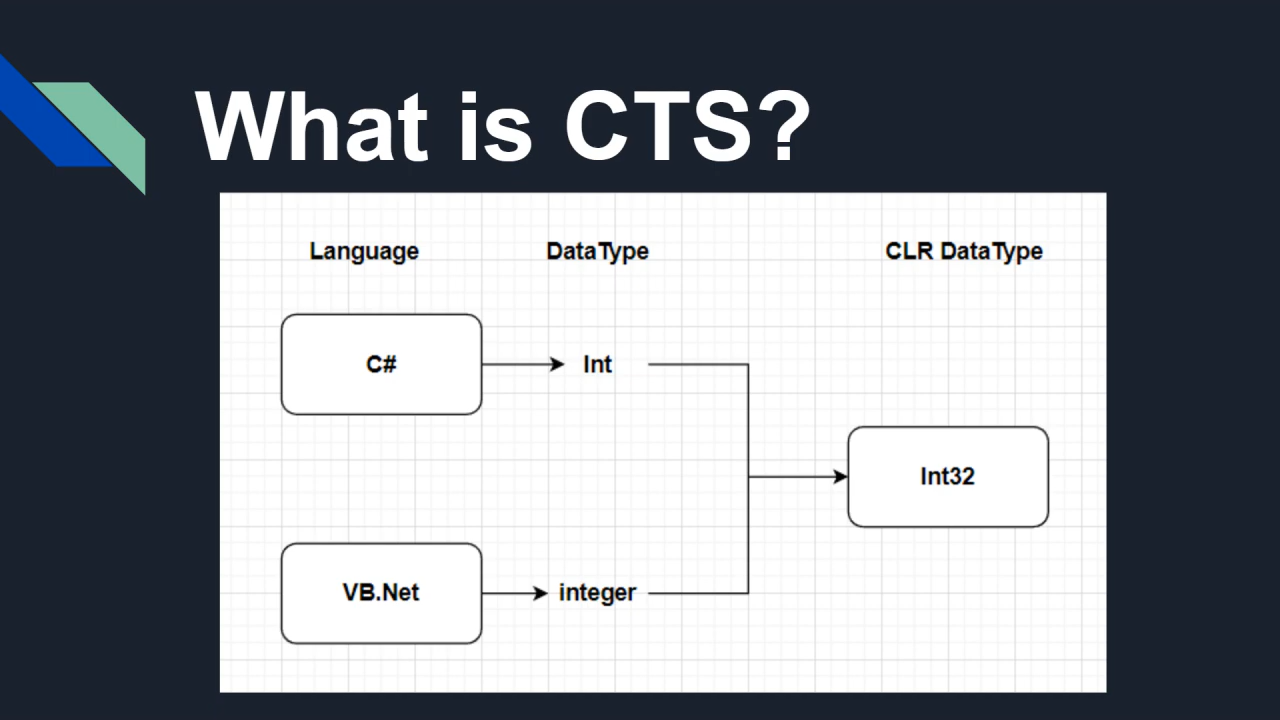 What is CTS?
Language DataType CLR DataType
C# Int
Int32
VB.Net integer